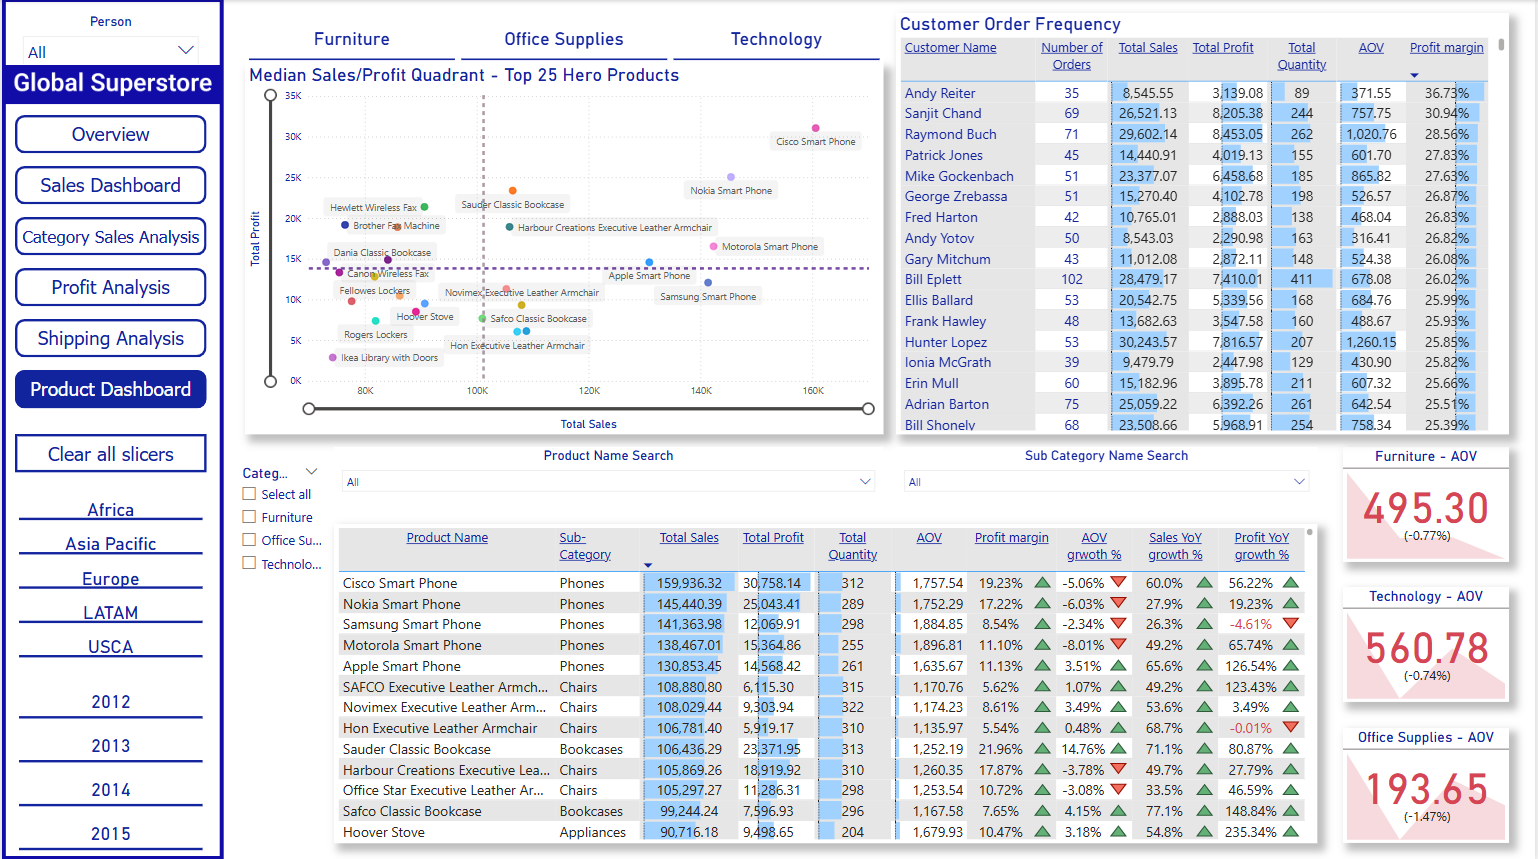 Person
All
Global Superstore
Overview
Sales Dashboard
Category Sales Analysis
Profit Analysis
Shipping Analysis
Product Dashboard
Clear all slicers
Africa
Asia Pacific
Europe
LATAM
USCA
2012
2013
2014
2015
Furniture Office Supplies Technology
Median Sales/Profit Quadrant - Top 25 Hero Products
Total Profit
35K
30K
25K
20K
15K
10K
5K
0K
Cisco Smart Phone
Nokia Smart Phone
Sauder Classic Bookcase
Hewlett Wireless Fax
Brother Fax Machine
Harbour Creations Executive Leather Armchair
Motorola Smart Phone
Dania Classic Bookcase
Canon Wireless Fax
Apple Smart Phone
Fellowes Lockers
Novimex Executive Leather Armchair
Samsung Smart Phone
Hoover Stove
Safco Classic Bookcase
Rogers Lockers
Hon Executive Leather Armchair
Ikea Library with Doors
80K 100K 120K 140K 160K
Total Sales
Customer Order Frequency
Customer Name Number of Orders Total Sales Total Profit Total Quantity AOV Profit margin
Andy Reiter 35 8,545.55 3,139.08 89 371.55 36.73%
Sanjit Chand 69 26,521.13 8,205.38 244 757.75 30.94%
Raymond Buch 71 29,602.14 8,453.05 262 1,020.76 28.56%
Patrick Jones 45 14,440.91 4,019.13 155 601.70 27.83%
Mike Gockenbach 51 23,377.07 6,458.68 185 865.82 27.63%
George Zrebassa 51 15,270.40 4,102.78 198 526.57 26.87%
Fred Harton 42 10,765.01 2,888.03 138 468.04 26.83%
Andy Yotov 50 8,543.03 2,290.98 163 316.41 26.82%
Gary Mitchum 43 11,012.08 2,872.11 148 524.38 26.08%
Bill Eplett 102 28,479.17 7,410.01 411 678.08 26.02%
Ellis Ballard 53 20,542.75 5,339.56 168 684.76 25.99%
Frank Hawley 48 13,682.63 3,547.58 160 488.67 25.93%
Hunter Lopez 53 30,243.57 7,816.57 207 1,260.15 25.85%
Ionia McGrath 39 9,479.79 2,447.98 129 430.90 25.82%
Erin Mull 60 15,182.96 3,895.78 211 607.32 25.66%
Adrian Barton 75 25,059.22 6,392.26 261 642.54 25.51%
Bill Shonely 68 23,508.66 5,968.91 254 758.34 25.39%
Categ...
Select all
Furniture
Office Su...
Technolo...
Product Name Search
All
Sub Category Name Search
All
Product Name Sub-Category Total Sales Total Profit Total Quantity AOV Profit margin AOV grwoth % Sales YoY growth % Profit YoY growth %
Cisco Smart Phone Phones 159,936.32 30,758.14 312 1,757.54 19.23% -5.06% 60.0% 56.22%
Nokia Smart Phone Phones 145,440.39 25,043.41 289 1,752.29 17.22% -6.03% 27.9% 19.23%
Samsung Smart Phone Phones 141,363.98 12,069.91 298 1,884.85 8.54% -2.34% 26.3% -4.61%
Motorola Smart Phone Phones 138,467.01 15,364.86 255 1,896.81 11.10% -8.01% 49.2% 65.74%
Apple Smart Phone Phones 130,853.45 14,568.42 261 1,635.67 11.13% 3.51% 65.6% 126.54%
SAFCO Executive Leather Armch... Chairs 108,880.80 6,115.30 315 1,170.76 5.62% 1.07% 49.2% 123.43%
Novimex Executive Leather Arm... Chairs 108,029.44 9,303.94 322 1,174.23 8.61% 3.49% 53.6% 3.49%
Hon Executive Leather Armchair Chairs 106,781.40 5,919.17 310 1,135.97 5.54% 0.48% 68.7% -0.01%
Sauder Classic Bookcase Bookcases 106,436.29 23,371.95 313 1,252.19 21.96% 14.76% 71.1% 80.87%
Harbour Creations Executive Lea... Chairs 105,869.26 18,919.92 310 1,260.35 17.87% -3.78% 49.7% 27.79%
Office Star Executive Leather Ar... Chairs 105,297.27 11,286.31 298 1,253.54 10.72% -3.08% 33.5% 46.59%
Safco Classic Bookcase Bookcases 99,244.24 7,596.93 296 1,167.58 7.65% 4.15% 77.1% 148.84%
Hoover Stove Appliances 90,716.18 9,498.65 204 1,679.93 10.47% 3.18% 54.8% 235.34%
Furniture - AOV
495.30
(-0.77%)
Technology - AOV
560.78
(-0.74%)
Office Supplies - AOV
193.65
(-1.47%)